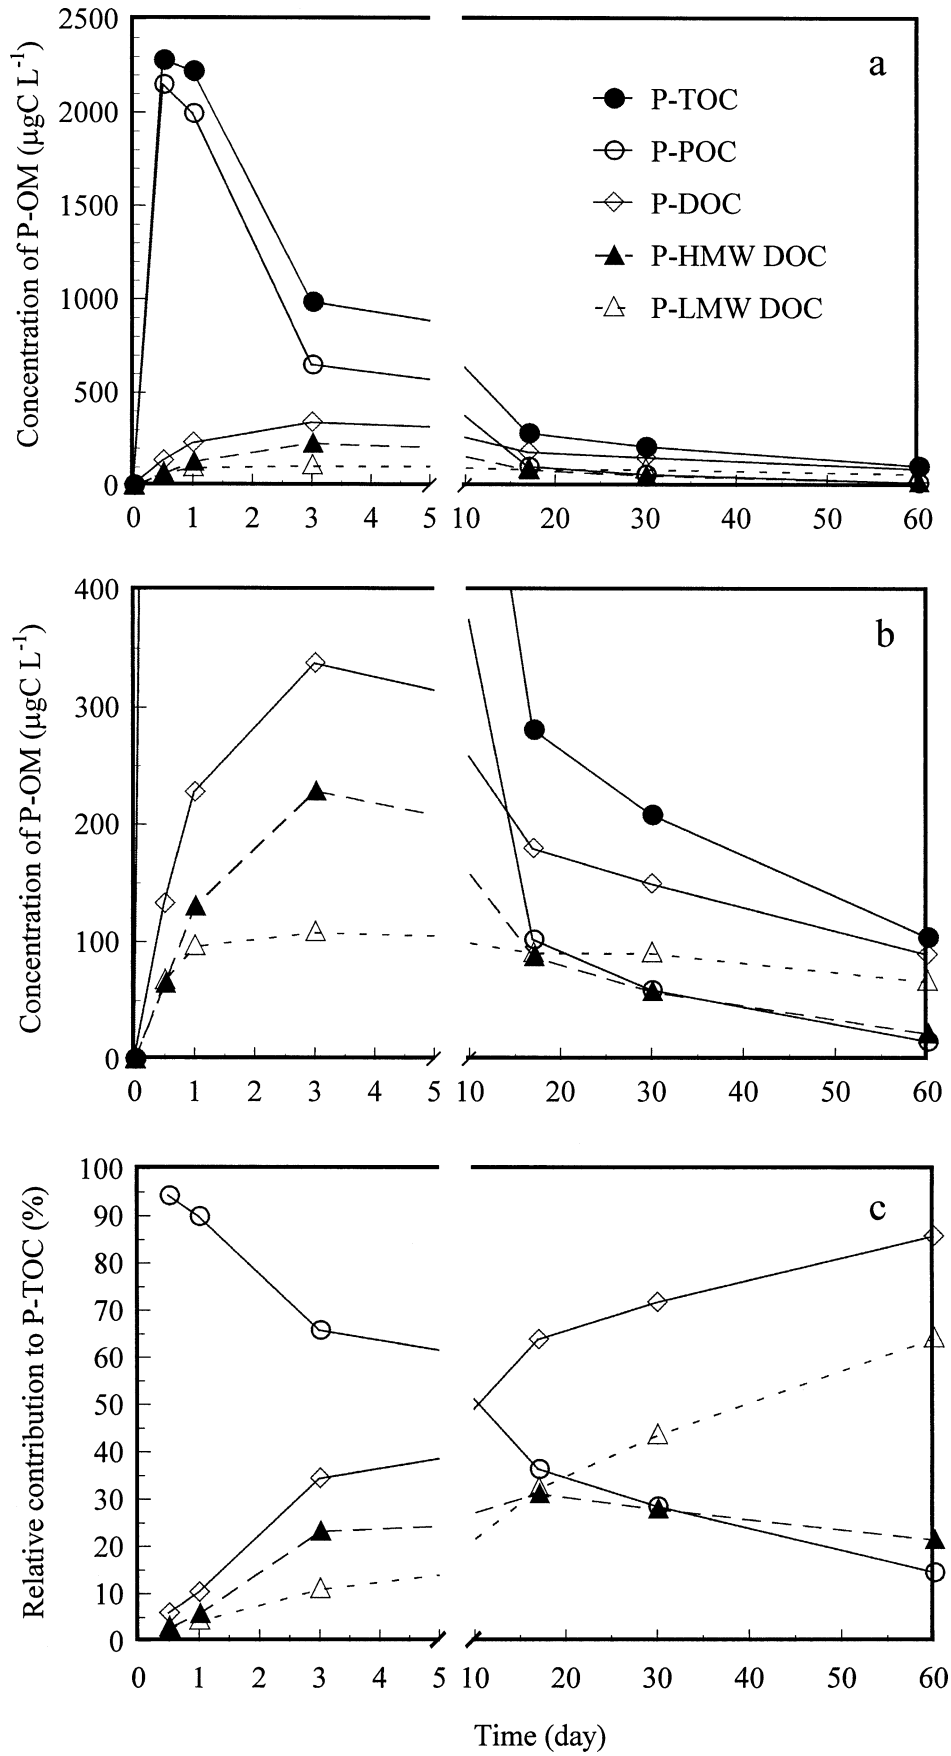 Concentration of P-OM (µgC L-1)
2500
2000
1500
1000
500
0
a
P-TOC
P-POC
P-DOC
P-HMW DOC
P-LMW DOC
0 1 2 3 4 5 10 20 30 40 50 60
Concentration of P-OM (µgC L-1)
400
300
200
100
0
b
0 1 2 3 4 5 10 20 30 40 50 60
Relative contribution to P-TOC (%)
100
90
80
70
60
50
40
30
20
10
0
c
0 1 2 3 4 5 10 20 30 40 50 60
Time (day)